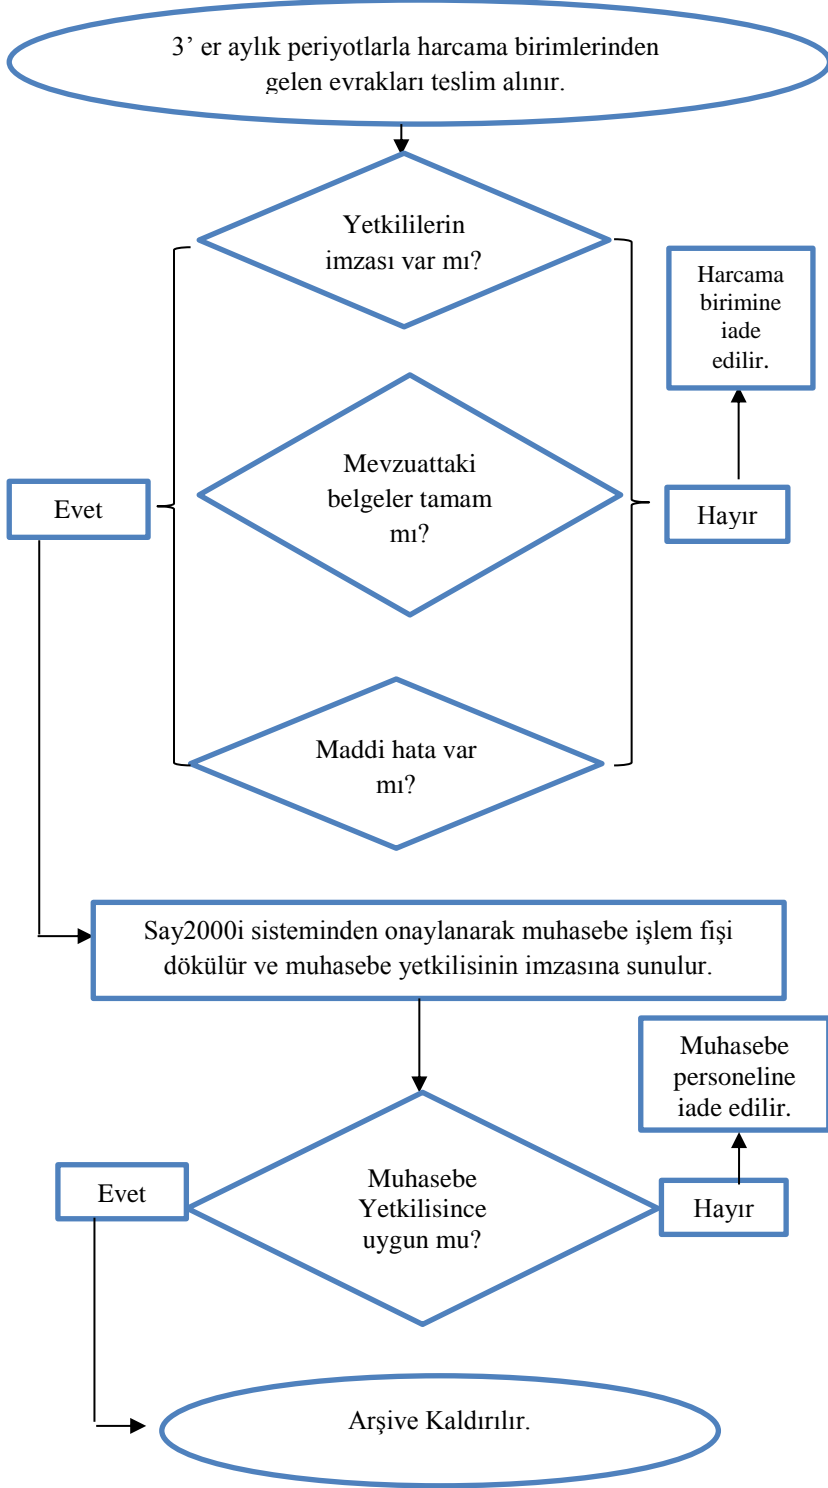 3' er aylık periyotlarla harcama birimlerinden
gelen evrakları teslim alınır.
Yetkililerin
imzası var mı?
Harcama
birimine
iade
edilir.
Mevzuattaki
belgeler tamam
mı?
Evet
Hayır
Maddi hata var
mı?
Say2000i sisteminden onaylanarak muhasebe işlem fişi
dökülür ve muhasebe yetkilisinin imzasına sunulur.
Muhasebe
personeline
iade edilir.
Evet
Muhasebe
Yetkilisince
uygun mu?
Hayır
Arşive Kaldırılır.